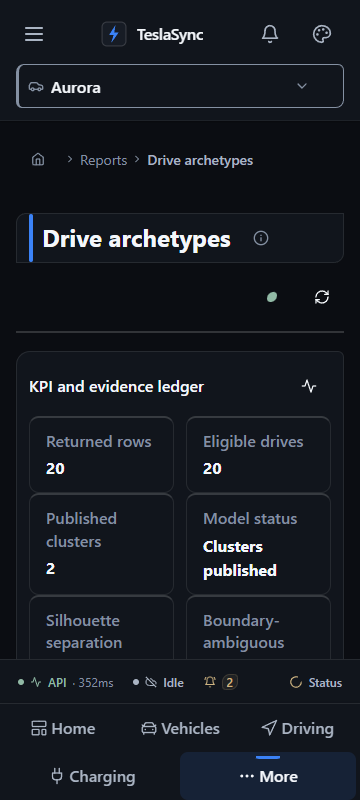 TeslaSync
Aurora
Reports
Drive archetypes
Drive archetypes
KPI and evidence ledger
Returned rows
20
Eligible drives
20
Published
clusters
2
Model status
Clusters
published
Silhouette
separation
Boundary-
ambiguous
API · 352ms
Idle
2
Status
Home
Vehicles
Driving
Charging
More